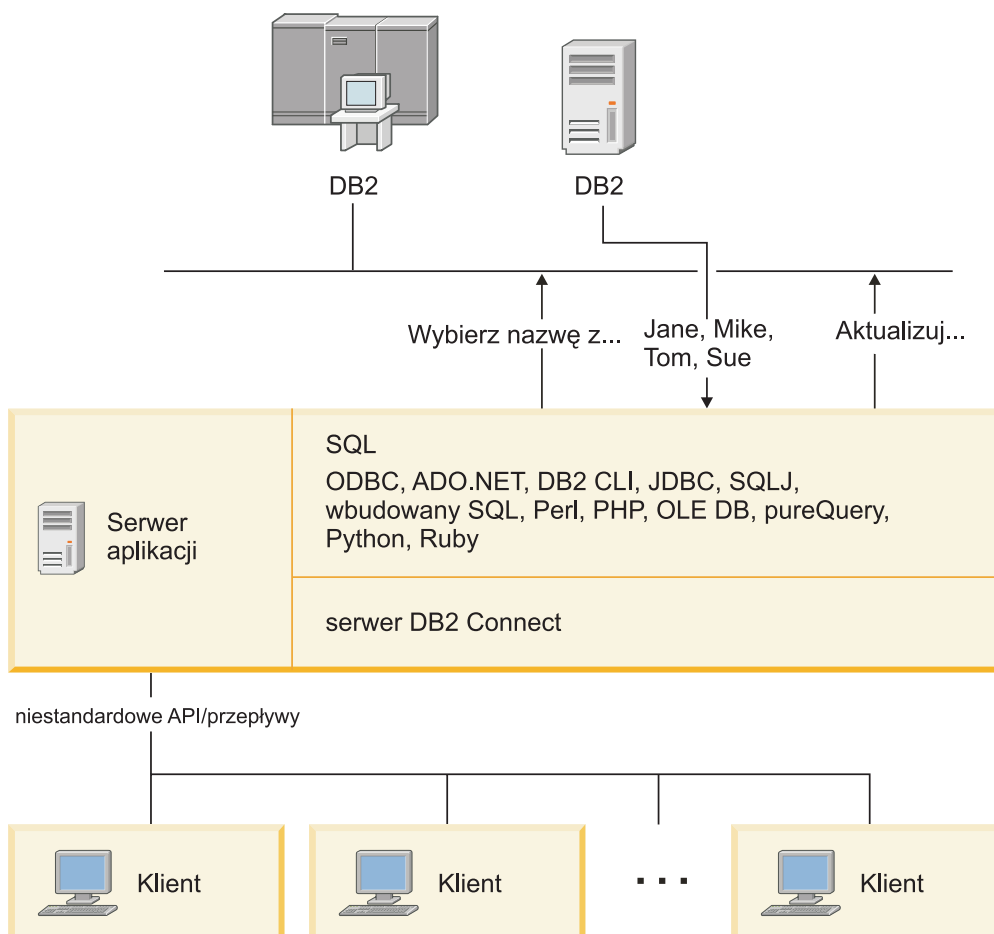 DB2
DB2
Wybierz nazwę z...
Jane, Mike,
Tom, Sue
Aktualizuj...
Serwer
aplikacji
SQL
ODBC, ADO.NET, DB2 CLI, JDBC, SQLJ,
wbudowany SQL, Perl, PHP, OLE DB, pureQuery,
Python, Ruby
serwer DB2 Connect
niestandardowe API/przepływy
Klient
Klient
...
Klient